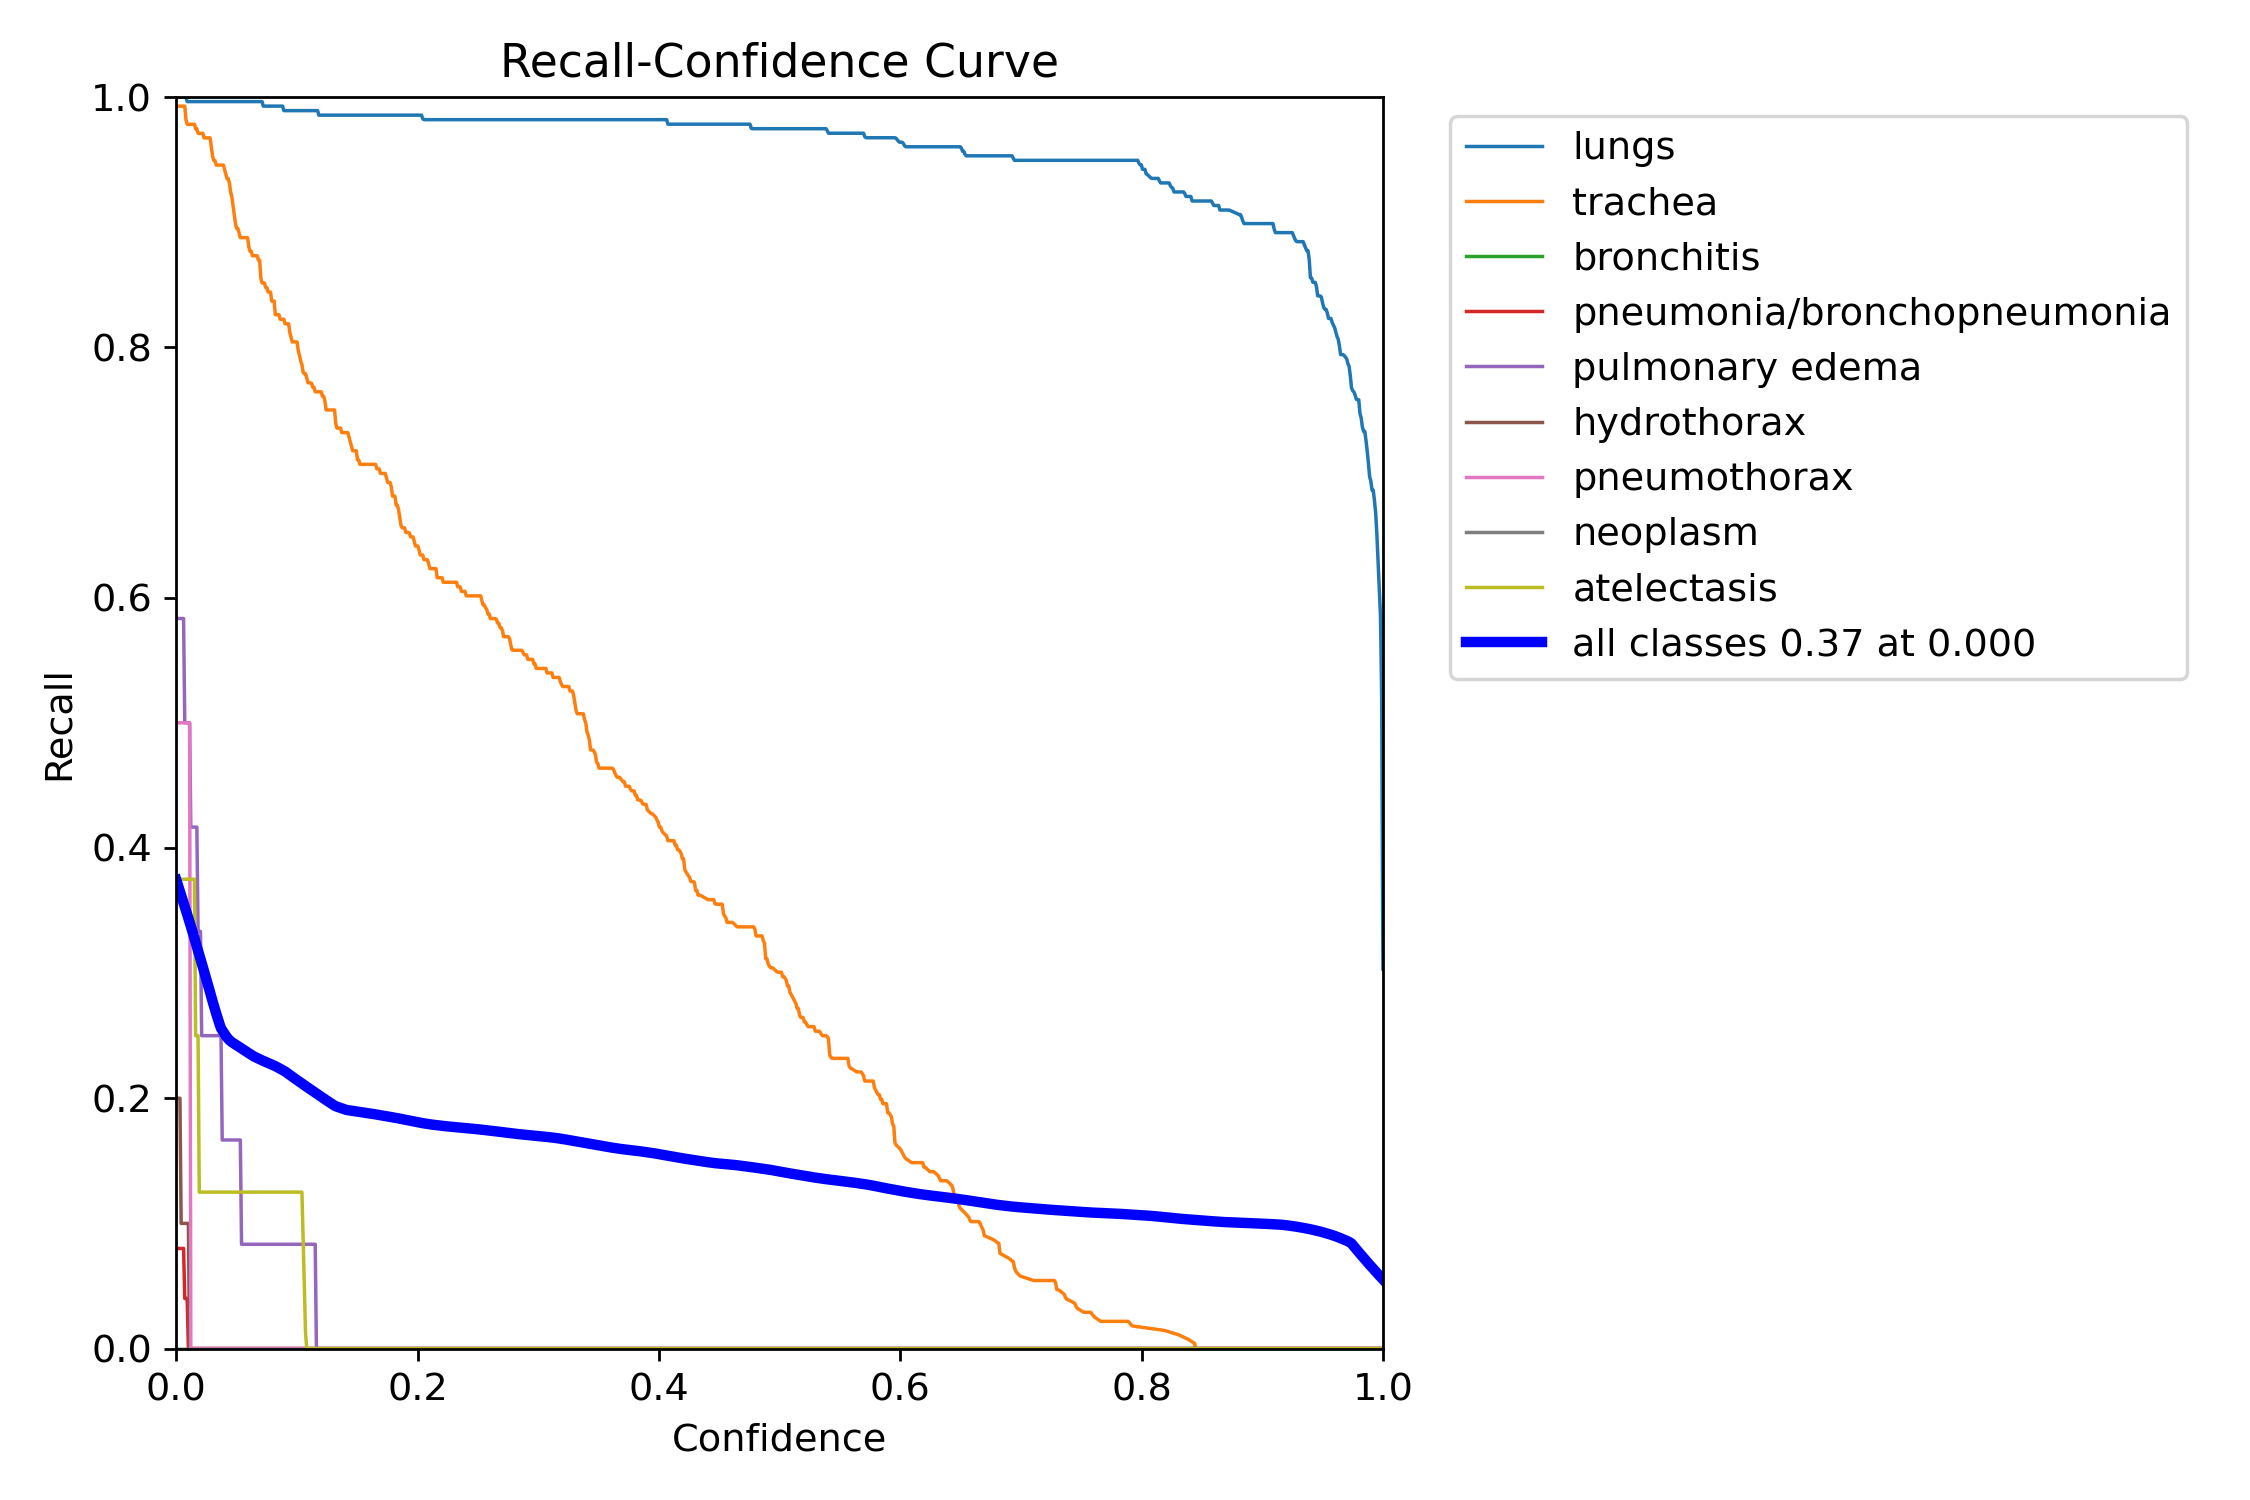 Recall-Confidence Curve
1.0
0.8
0.6
0.4
0.2
0.0
Recall
0.0 0.2 0.4 0.6 0.8 1.0
Confidence
lungs
trachea
bronchitis
pneumonia/bronchopneumonia
pulmonary edema
hydrothorax
pneumothorax
neoplasm
atelectasis
all classes 0.37 at 0.000